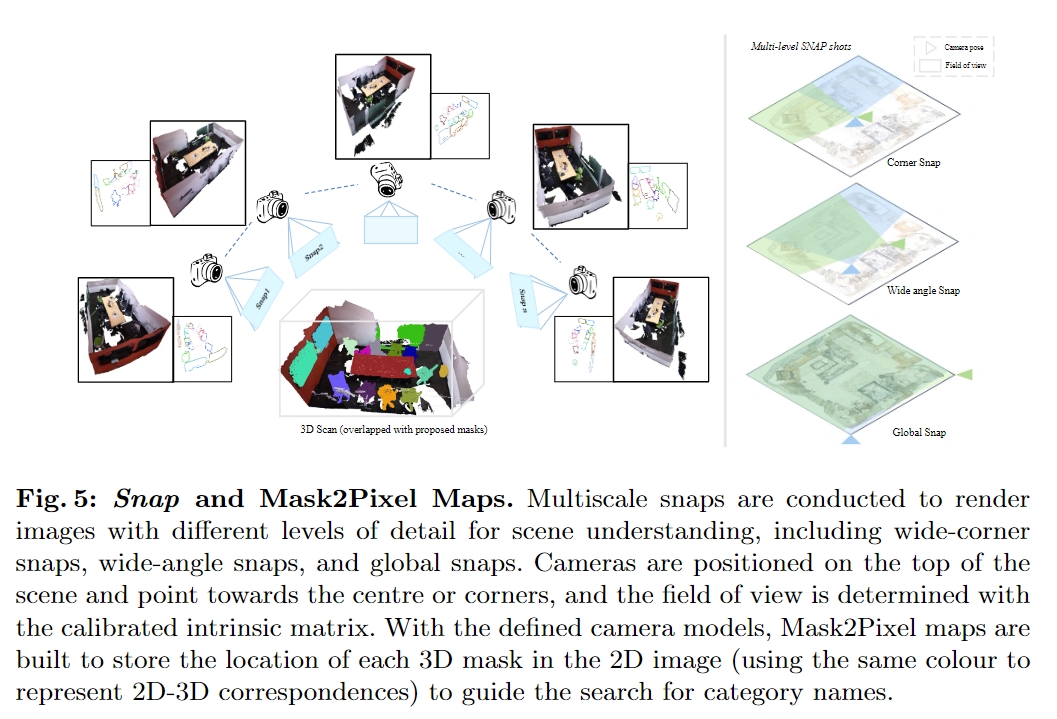 Multi-level SNAP shots
Camera pose
Field of view
Corner Snap
Wide angle Snap
Global Snap
Snap1
Snap2
...
Snap n
3D Scan (overlapped with proposed masks)
Fig. 5: Snap and Mask2Pixel Maps. Multiscale snaps are conducted to render
images with different levels of detail for scene understanding, including wide-corner
snaps, wide-angle snaps, and global snaps. Cameras are positioned on the top of the
scene and point towards the centre or corners, and the field of view is determined with
the calibrated intrinsic matrix. With the defined camera models, Mask2Pixel maps are
built to store the location of each 3D mask in the 2D image (using the same colour to
represent 2D-3D correspondences) to guide the search for category names.